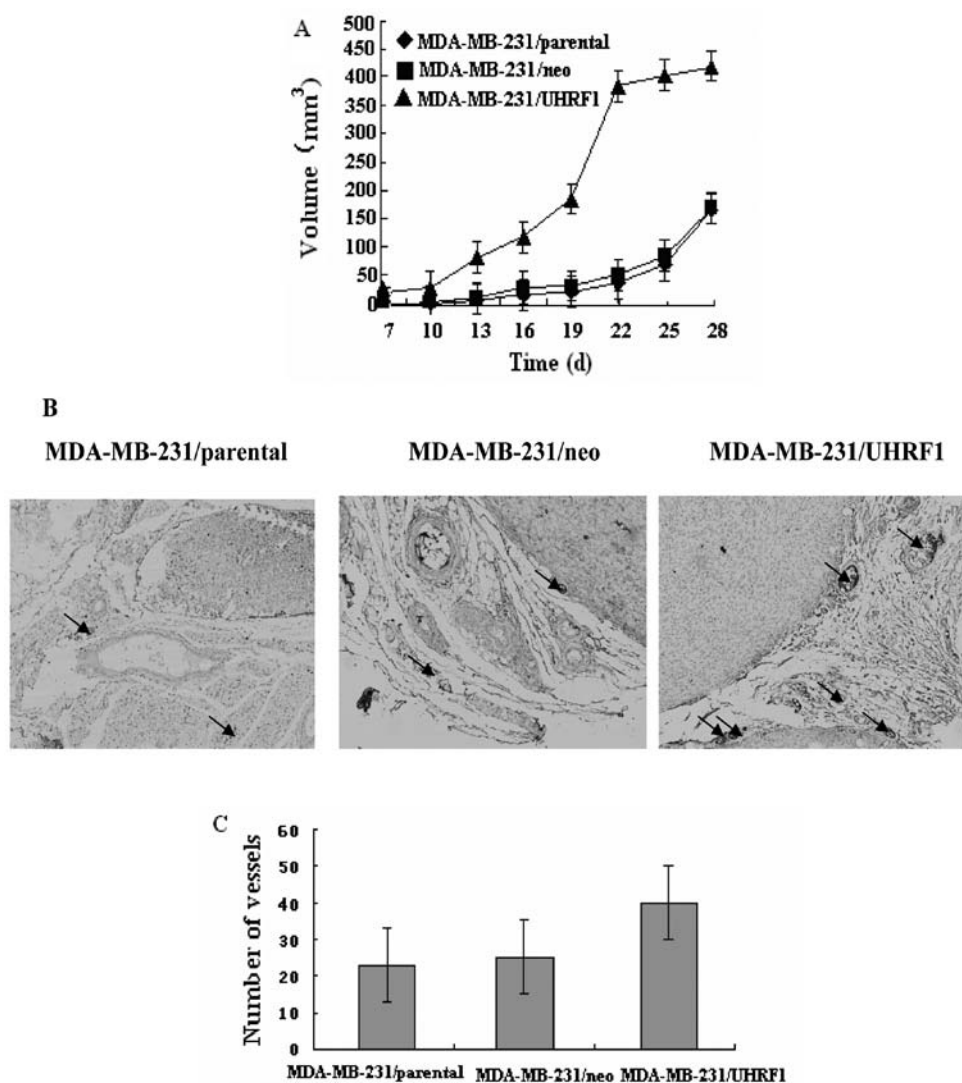 A
500
450
400
350
300
250
200
150
100
50
0
Volume (mm3)
MDA-MB-231/parental
MDA-MB-231/neo
MDA-MB-231/UHRF1
7 10 13 16 19 22 25 28
Time (d)
B
MDA-MB-231/parental MDA-MB-231/neo MDA-MB-231/UHRF1
C
60
50
40
30
20
10
0
Number of vessels
MDA-MB-231/parental MDA-MB-231/neo MDA-MB-231/UHRF1